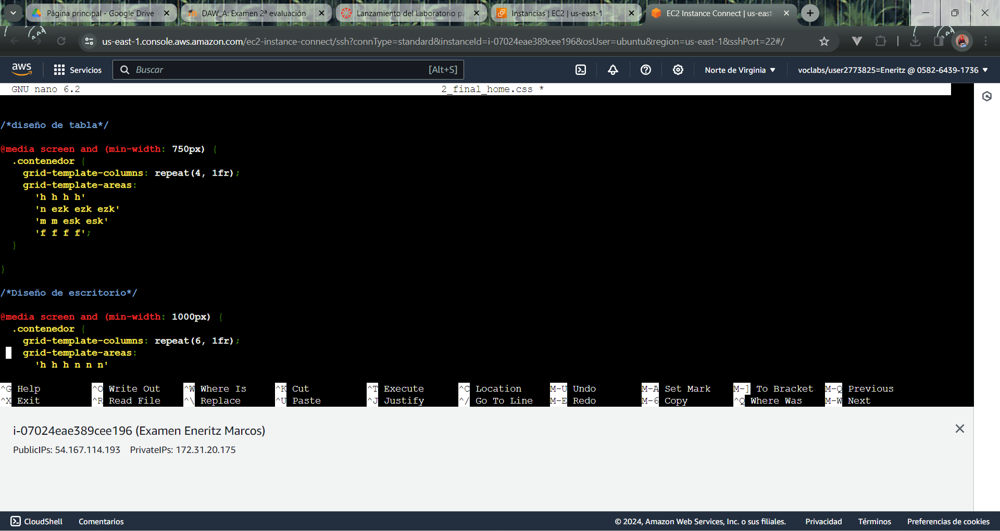 Página principal - Google Drive
DAW_A: Examen 2ª evaluación
Lanzamiento del Laboratorio pa
Instancias | EC2 | us-east-1
EC2 Instance Connect | us-east-
us-east-1.console.aws.amazon.com/ec2-instance-connect/ssh?connType=standard&instanceId=i-07024eae389cee196&osUser=ubuntu&region=us-east-1&sshPort=22#/
aws Servicios Buscar [Alt+S] Norte de Virginia voclabs/user2773825=Eneritz @ 0582-6439-1736
GNU nano 6.2 2_final_home.css *
/*diseño de tabla*/
@media screen and (min-width: 750px) {
.contenedor {
grid-template-columns: repeat(4, 1fr);
grid-template-areas:
'h h h h'
'n ezk ezk ezk'
'm m esk esk'
'f f f f';
}
}
/*Diseño de escritorio*/
@media screen and (min-width: 1000px) {
.contenedor {
grid-template-columns: repeat(6, 1fr);
grid-template-areas:
'h h h n n n'
^G Help ^O Write Out ^W Where Is ^K Cut ^T Execute ^C Location M-U Undo M-A Set Mark M-] To Bracket M-Q Previous
^X Exit ^R Read File ^\ Replace ^U Paste ^J Justify ^/ Go To Line M-E Redo M-6 Copy ^Q Where Was M-W Next
i-07024eae389cee196 (Examen Eneritz Marcos)
PublicIPs: 54.167.114.193 PrivateIPs: 172.31.20.175
CloudShell Comentarios © 2024, Amazon Web Services, Inc. o sus filiales. Privacidad Términos Preferencias de cookies